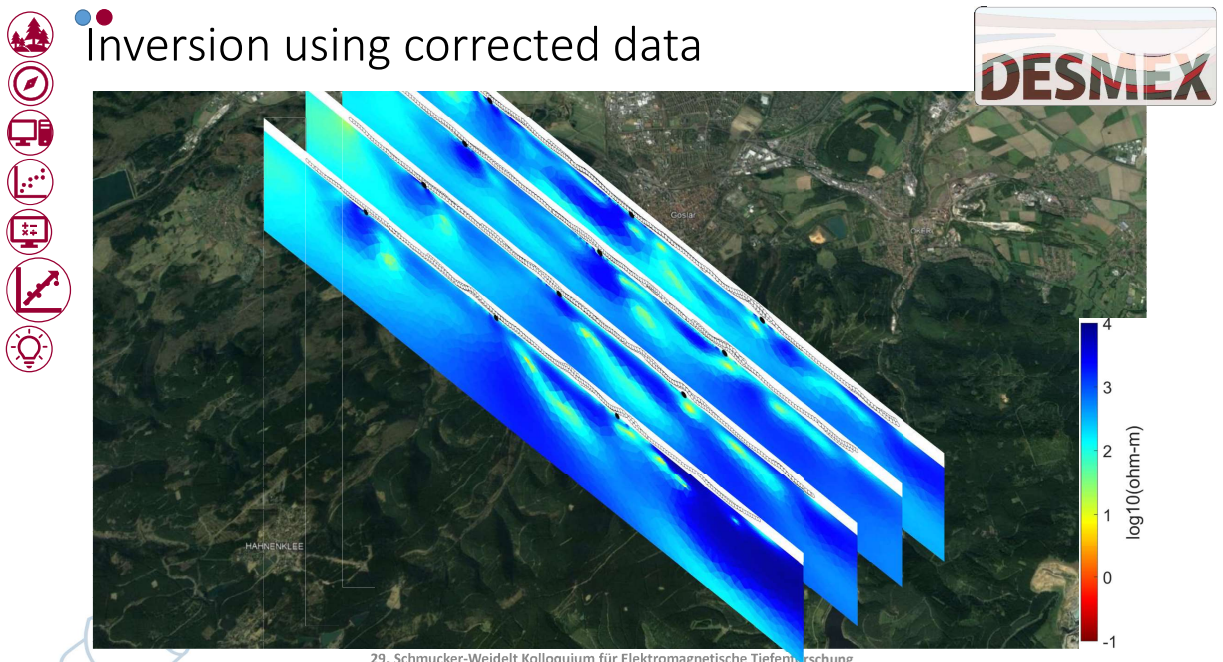 Inversion using corrected data
DESMEX
Goslar
OKER
HAHNENKLEE
4
3
2
1
0
-1
log10(ohm-m)
29. Schmucker-Weidelt Kolloquium für Elektromagnetische Tiefenforschung